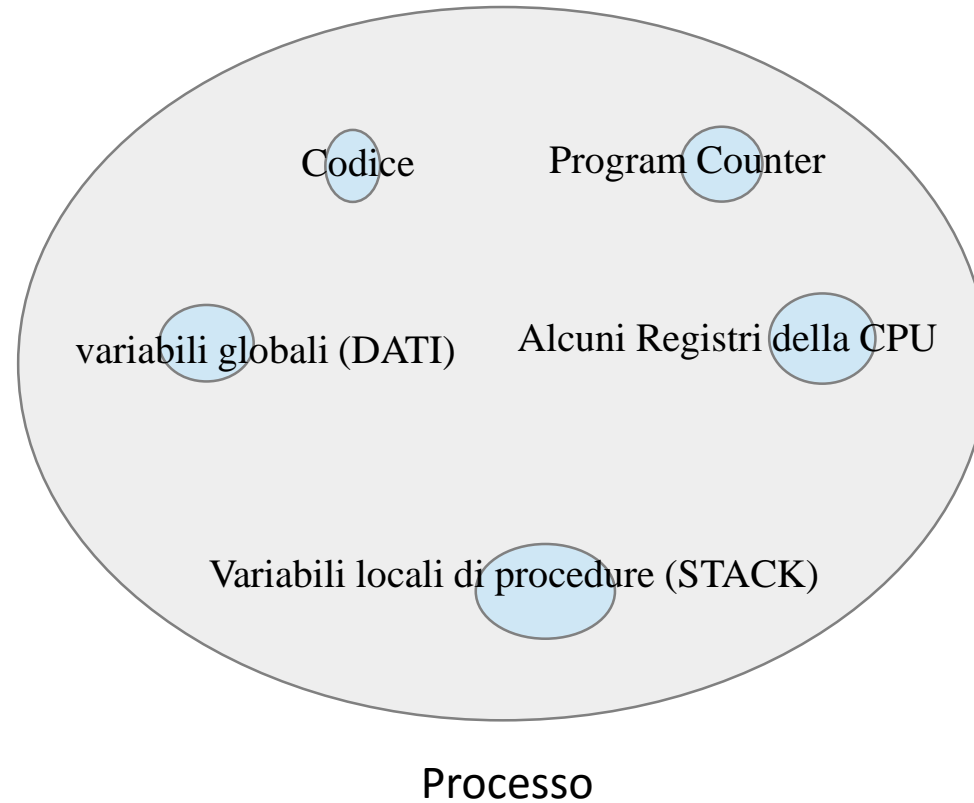 Codice
Program Counter
variabili globali (DATI)
Alcuni Registri della CPU
Variabili locali di procedure (STACK)
Processo